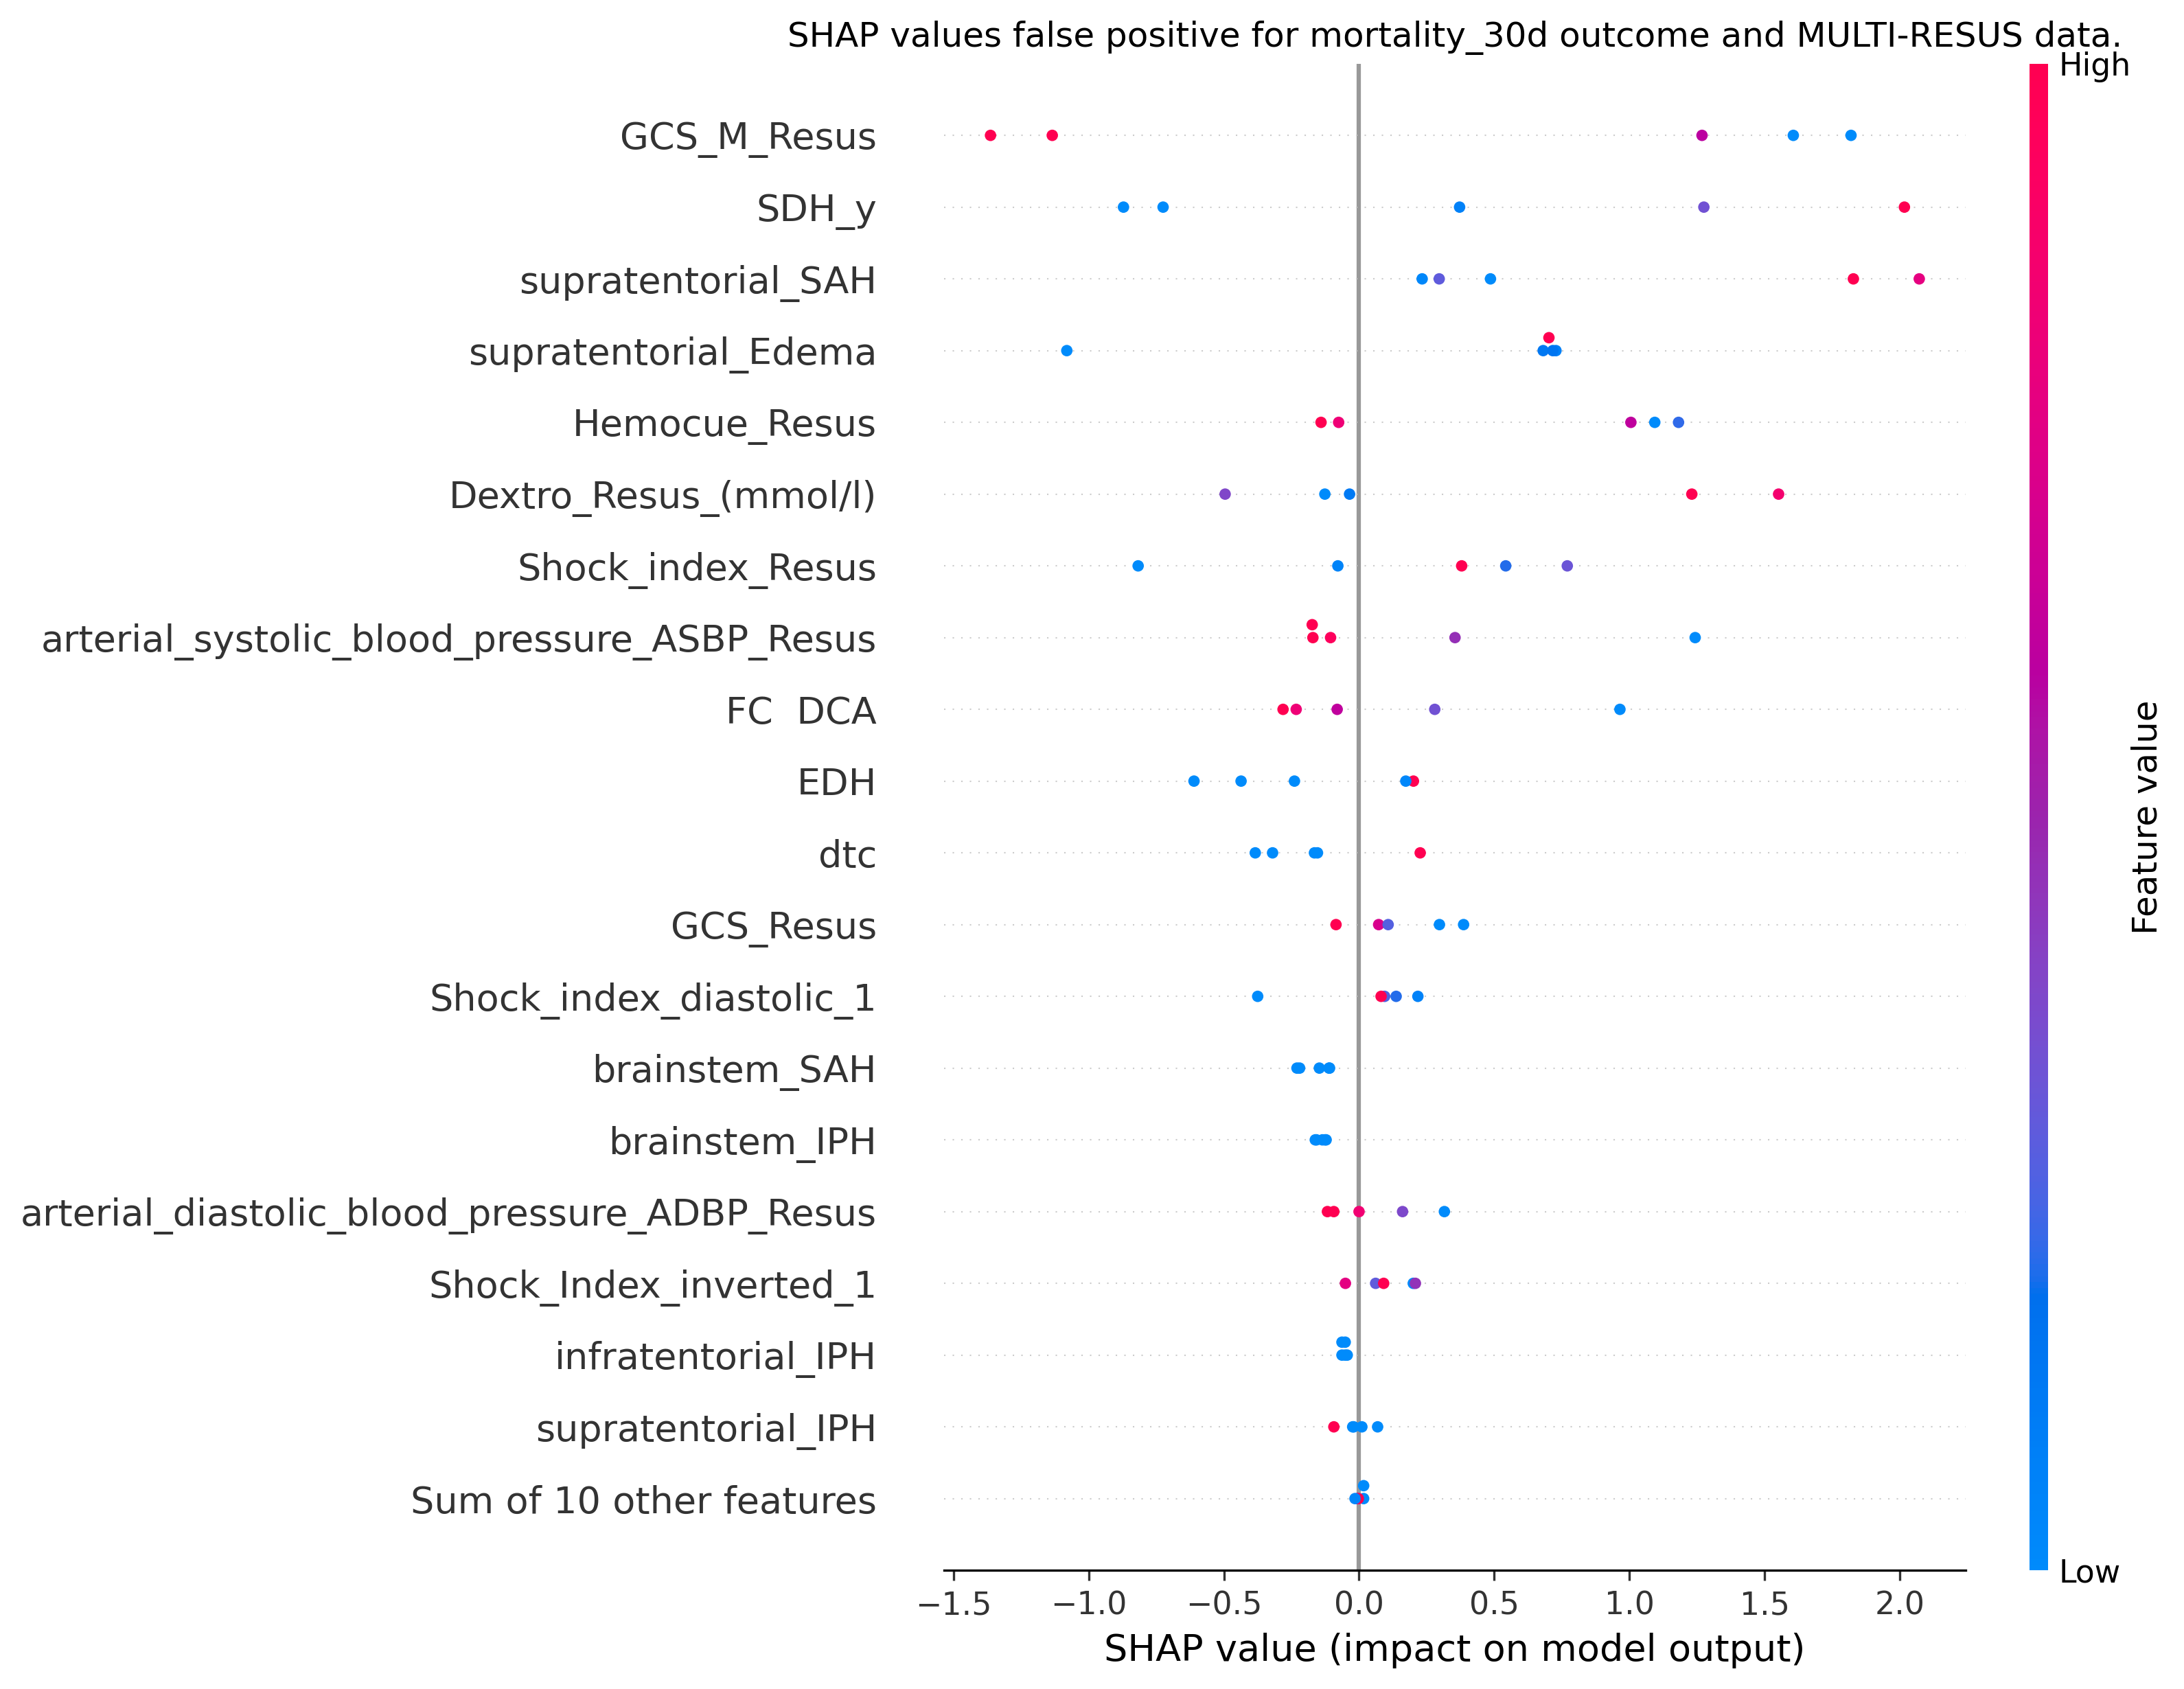 SHAP values false positive for mortality_30d outcome and MULTI-RESUS data.
High
GCS_M_Resus
SDH_y
supratentorial_SAH
supratentorial_Edema
Hemocue_Resus
Dextro_Resus_(mmol/l)
Shock_index_Resus
arterial_systolic_blood_pressure_ASBP_Resus
FC  DCA
EDH
dtc
GCS_Resus
Shock_index_diastolic_1
brainstem_SAH
brainstem_IPH
arterial_diastolic_blood_pressure_ADBP_Resus
Shock_Index_inverted_1
infratentorial_IPH
supratentorial_IPH
Sum of 10 other features
Feature value
Low
−1.5 −1.0 −0.5 0.0 0.5 1.0 1.5 2.0
SHAP value (impact on model output)